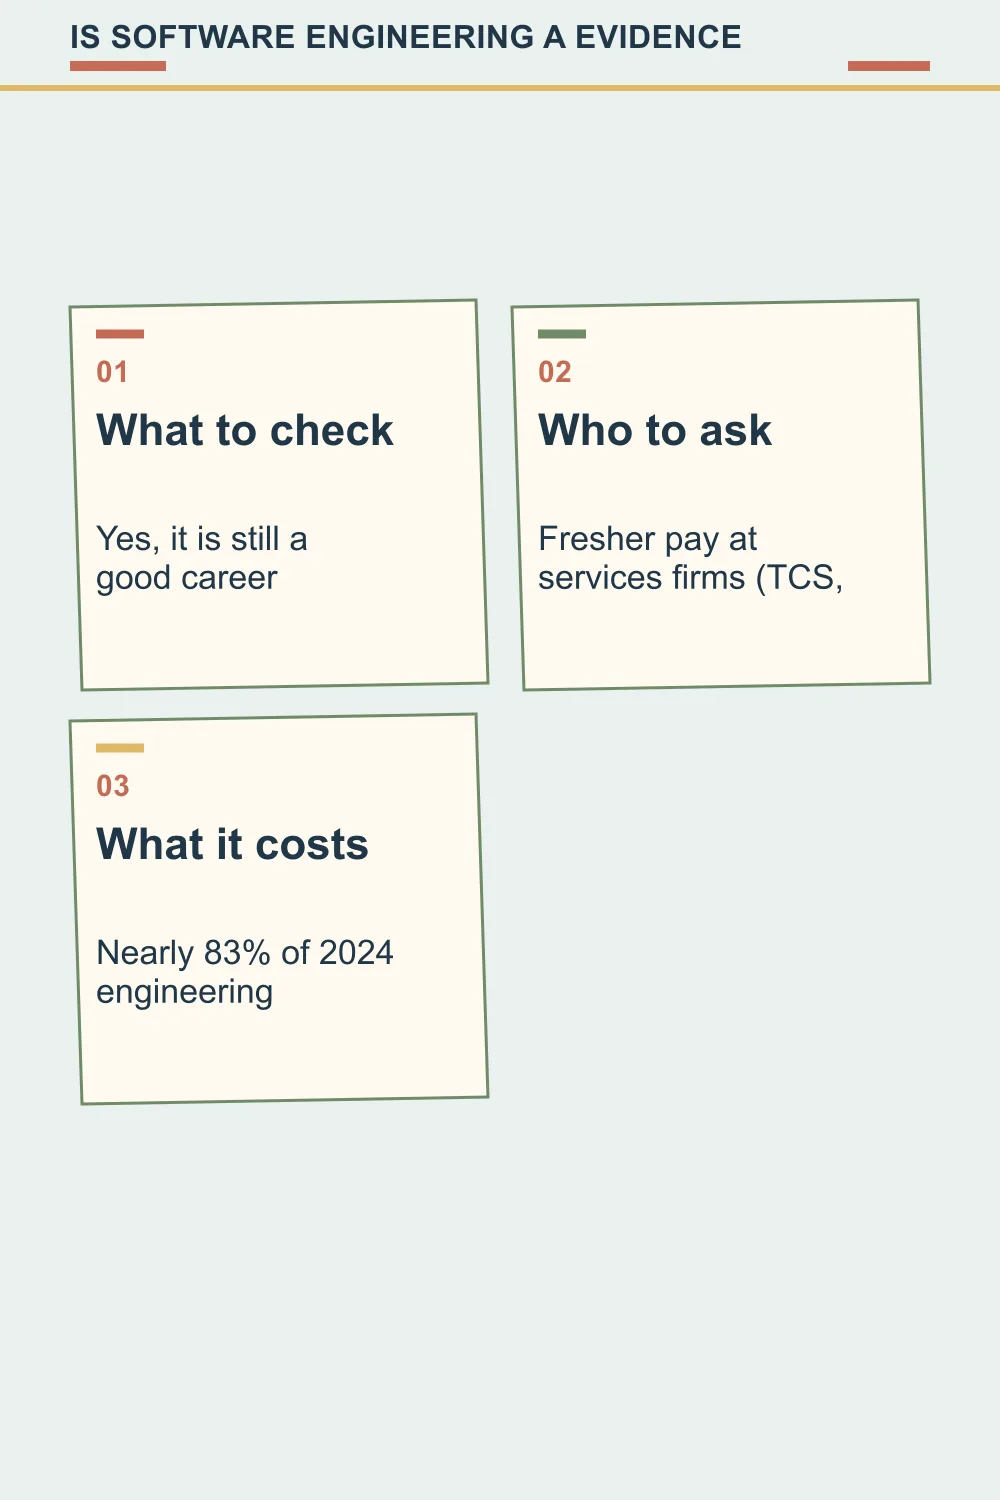 IS SOFTWARE ENGINEERING A EVIDENCE
01
What to check
Yes, it is still a
good career
02
Who to ask
Fresher pay at
services firms (TCS,
03
What it costs
Nearly 83% of 2024
engineering